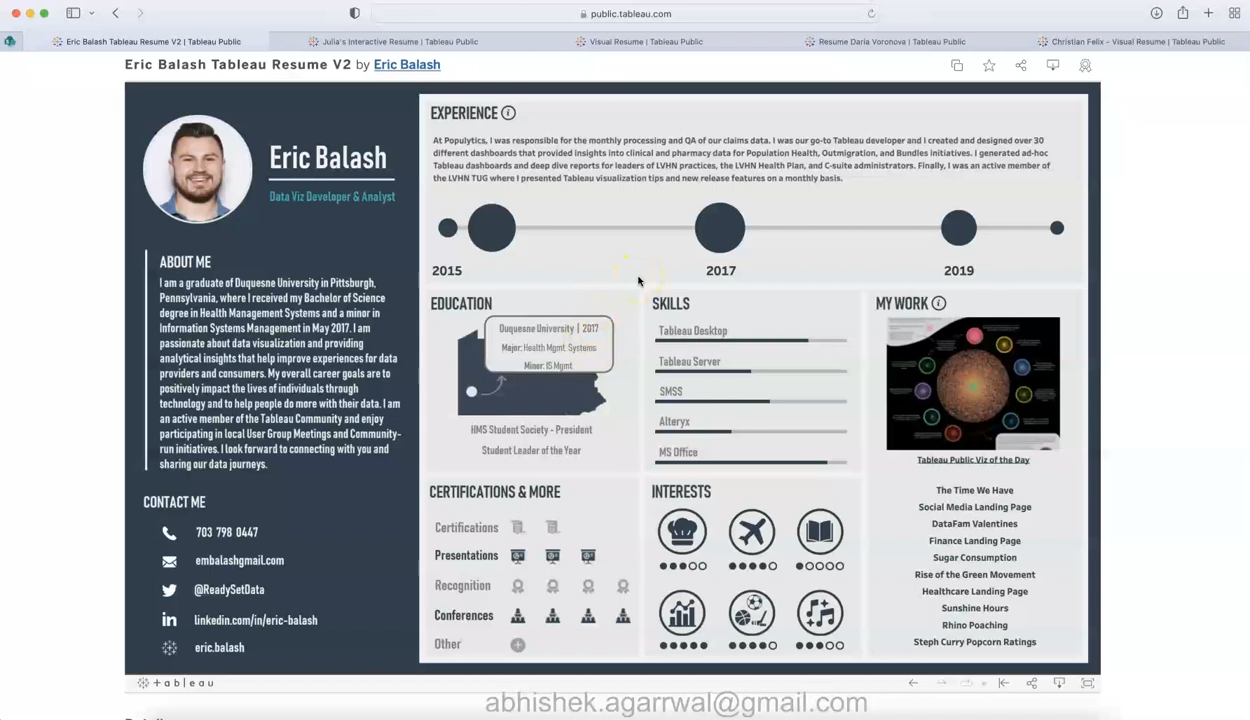 public.tableau.com
Eric Balash Tableau Resume V2 | Tableau Public
Julia's Interactive Resume | Tableau Public
Visual Resume | Tableau Public
Resume Daria Voronova | Tableau Public
Christian Felix - Visual Resume | Tableau Public
Eric Balash Tableau Resume V2 by Eric Balash
Eric Balash
Data Viz Developer & Analyst
ABOUT ME
I am a graduate of Duquesne University in Pittsburgh,
Pennsylvania, where I received my Bachelor of Science
degree in Health Management Systems and a minor in
Information Systems Management in May 2017. I am
passionate about data visualization and providing
analytical insights that help improve experiences for data
providers and consumers. My overall career goals are to
positively impact the lives of individuals through
technology and to help people do more with their data. I am
an active member of the Tableau Community and enjoy
participating in local User Group Meetings and Community-
run initiatives. I look forward to connecting with you and
sharing our data journeys.
CONTACT ME
703 798 0447
embalashgmail.com
@ReadySetData
linkedin.com/in/eric-balash
eric.balash
EXPERIENCE
At Populytics, I was responsible for the monthly processing and QA of our claims data. I was our go-to Tableau developer and I created and designed over 30
different dashboards that provided insights into clinical and pharmacy data for Population Health, Outmigration, and Bundles initiatives. I generated ad-hoc
Tableau dashboards and deep dive reports for leaders of LVHN practices, the LVHN Health Plan, and C-suite administrators. Finally, I was an active member of
the LVHN TUG where I presented Tableau visualization tips and new release features on a monthly basis.
2015
2017
2019
EDUCATION
Duquesne University | 2017
Major: Health Mgmt. Systems
Minor: IS Mgmt
HMS Student Society - President
Student Leader of the Year
SKILLS
Tableau Desktop
Tableau Server
SMSS
Alteryx
MS Office
MY WORK
Tableau Public Viz of the Day
The Time We Have
Social Media Landing Page
DataFam Valentines
Finance Landing Page
Sugar Consumption
Rise of the Green Movement
Healthcare Landing Page
Sunshine Hours
Rhino Poaching
Steph Curry Popcorn Ratings
CERTIFICATIONS & MORE
Certifications
Presentations
Recognition
Conferences
Other
INTERESTS
+ a b l e a u
abhishek.agarrwal@gmail.com